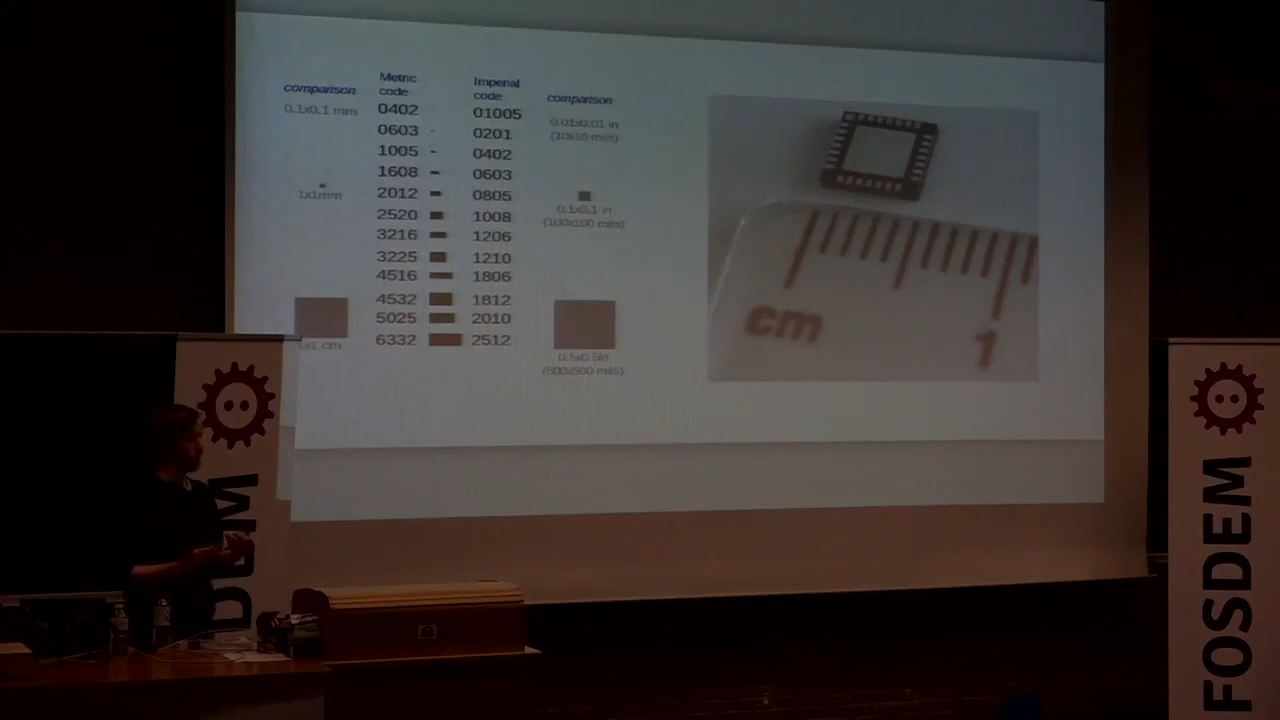 comparison
Metric
code
Imperial
code
comparison
0.1x0.1 mm
0402
01005
0.01x0.01 in
(10x10 mils)
0603
0201
1005
0402
1608
0603
1x1mm
2012
0805
0.1x0.1 in
(100x100 mils)
2520
1008
3216
1206
3225
1210
4516
1806
4532
1812
5025
2010
1x1 cm
6332
2512
0.5x0.5in
(500x500 mils)
cm
1
DEM
FOSDEM